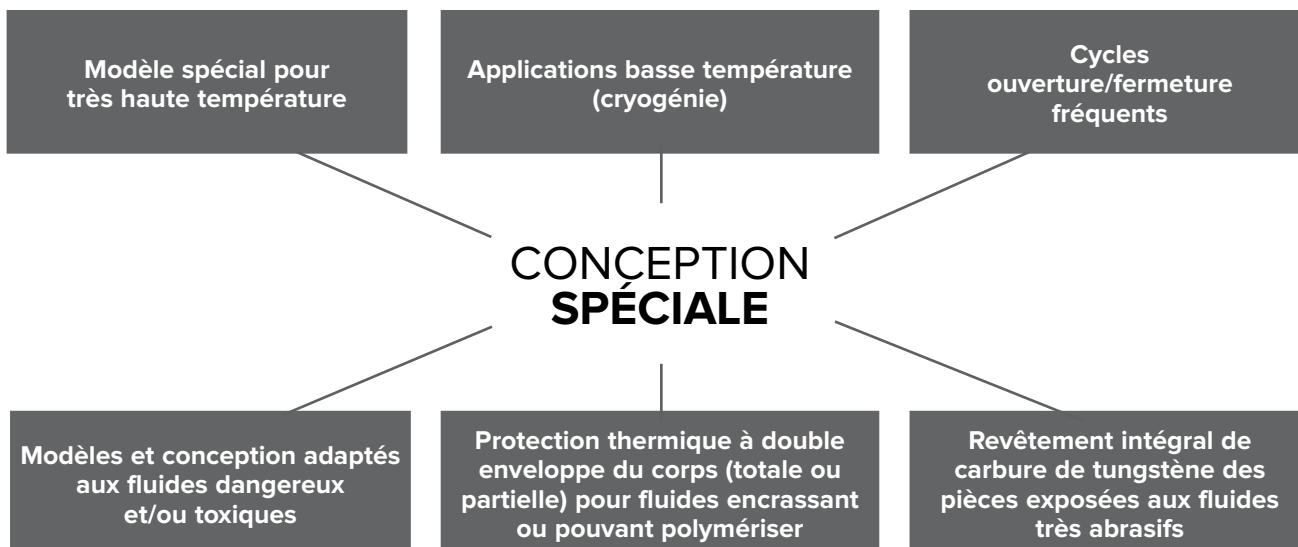 Modèle spécial pour
très haute température
Applications basse température
(cryogénie)
Cycles
ouverture/fermeture
fréquents
CONCEPTION
SPÉCIALE
Modèles et conception adaptés
aux fluides dangereux
et/ou toxiques
Protection thermique à double
enveloppe du corps (totale ou
partielle) pour fluides encrassant
ou pouvant polymériser
Revêtement intégral de
carbure de tungstène des
pièces exposées aux fluides
très abrasifs